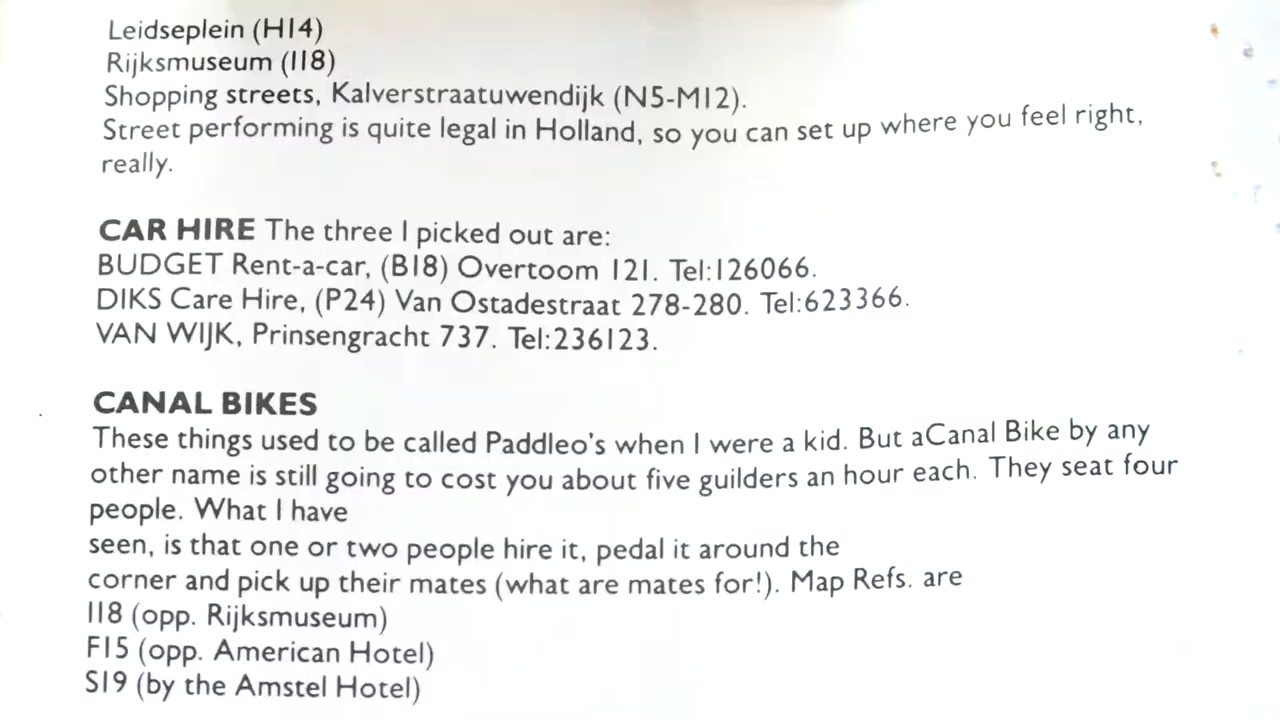 Leidseplein (H14)
Rijksmuseum (I18)
Shopping streets, Kalverstraatuwendijk (N5-M12).
Street performing is quite legal in Holland, so you can set up where you feel right,
really.
CAR HIRE The three I picked out are:
BUDGET Rent-a-car, (B18) Overtoom 121. Tel:126066.
DIKS Care Hire, (P24) Van Ostadestraat 278-280. Tel:623366.
VAN WIJK, Prinsengracht 737. Tel:236123.
CANAL BIKES
These things used to be called Paddleo's when I were a kid. But aCanal Bike by any
other name is still going to cost you about five guilders an hour each. They seat four
people. What I have
seen, is that one or two people hire it, pedal it around the
corner and pick up their mates (what are mates for!). Map Refs. are
I18 (opp. Rijksmuseum)
F15 (opp. American Hotel)
S19 (by the Amstel Hotel)